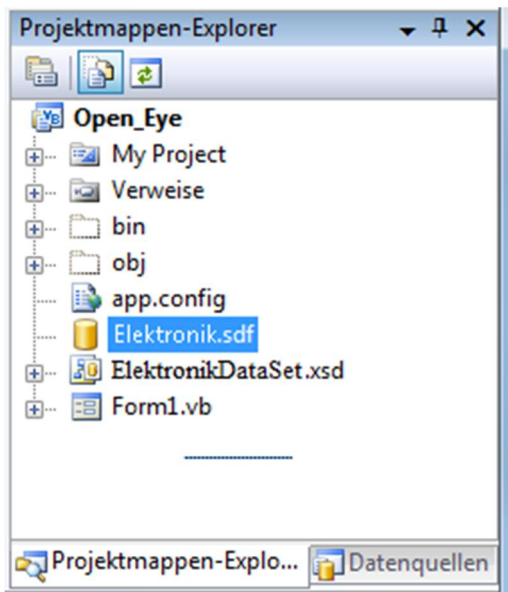 Projektmappen-Explorer
Open_Eye
My Project
Verweise
bin
obj
app.config
Elektronik.sdf
ElektronikDataSet.xsd
Form1.vb
Projektmappen-Explo... Datenquellen